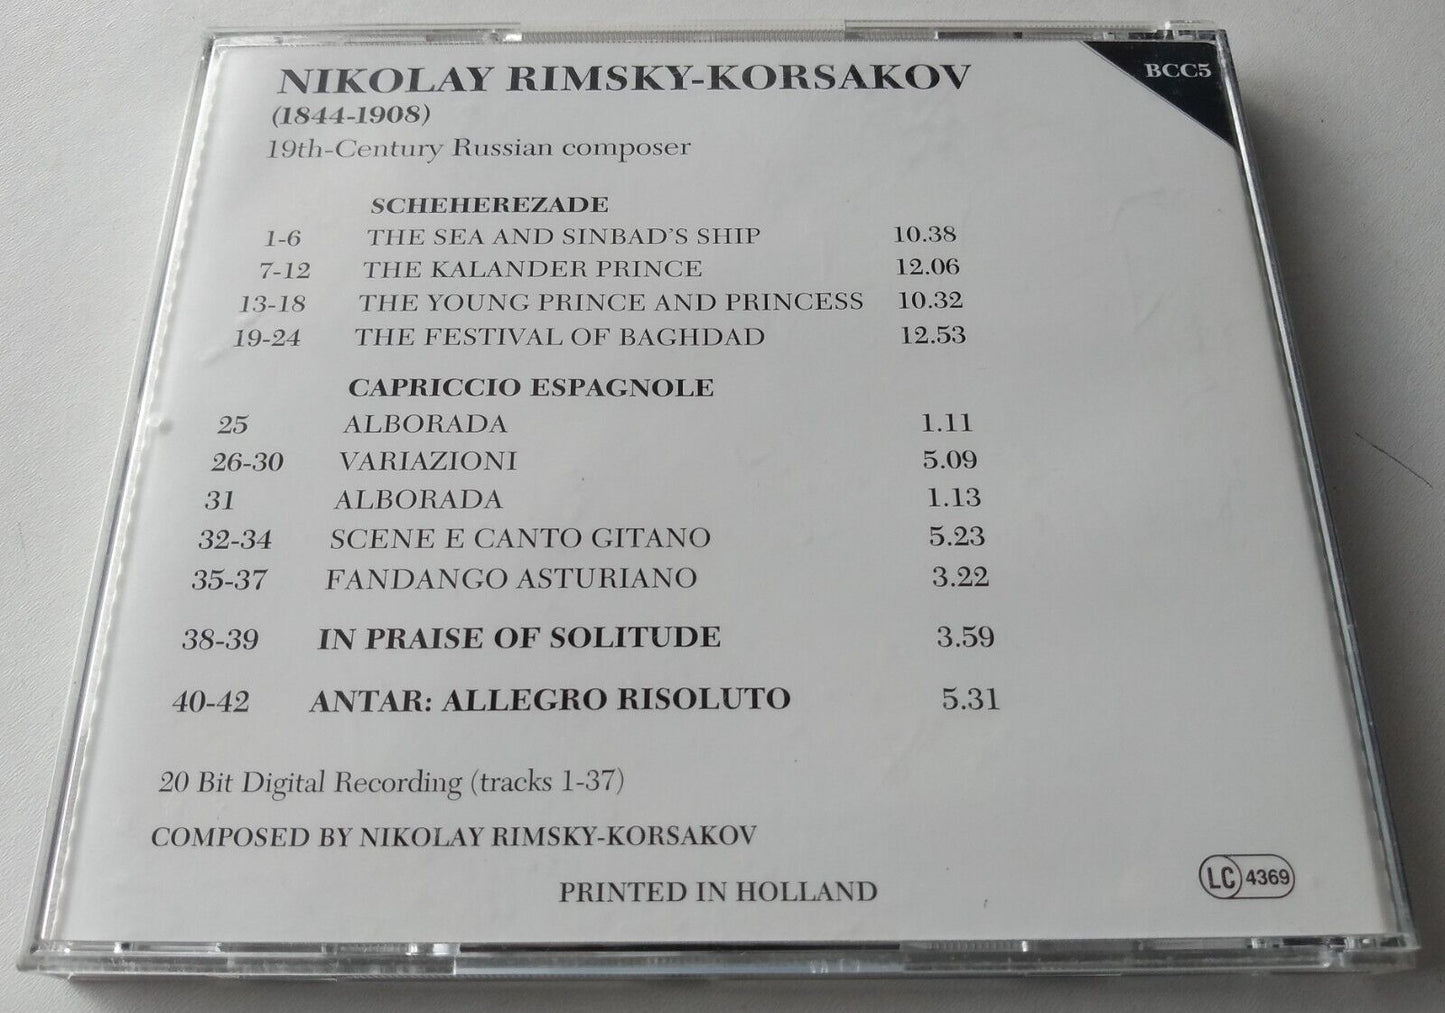 NIKOLAY RIMSKY-KORSAKOV
BCC5
(1844-1908)
19th-Century Russian composer
SCHEHEREZADE
1-6 THE SEA AND SINBAD'S SHIP 10.38
7-12 THE KALANDER PRINCE 12.06
13-18 THE YOUNG PRINCE AND PRINCESS 10.32
19-24 THE FESTIVAL OF BAGHDAD 12.53
CAPRICCIO ESPAGNOLE
25 ALBORADA 1.11
26-30 VARIAZIONI 5.09
31 ALBORADA 1.13
32-34 SCENE E CANTO GITANO 5.23
35-37 FANDANGO ASTURIANO 3.22
38-39 IN PRAISE OF SOLITUDE 3.59
40-42 ANTAR: ALLEGRO RISOLUTO 5.31
20 Bit Digital Recording (tracks 1-37)
COMPOSED BY NIKOLAY RIMSKY-KORSAKOV
LC 4369
PRINTED IN HOLLAND